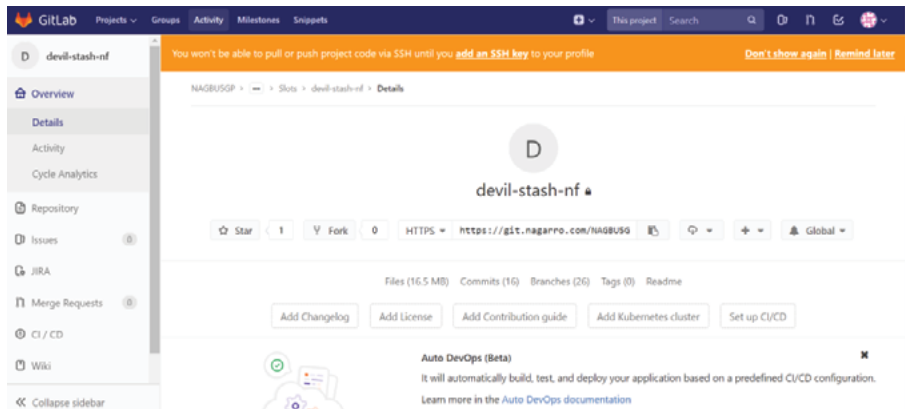 GitLab Projects Groups Activity Milestones Snippets This project Search
D devil-stash-nf
You won't be able to pull or push project code via SSH until you add an SSH key to your profile Don't show again | Remind later
Overview
Details
Activity
Cycle Analytics
Repository
Issues 0
JIRA
Merge Requests 0
CI / CD
Wiki
Collapse sidebar
NAGBUSGP > ... > Slots > devil-stash-nf > Details
D
devil-stash-nf
Star 1 Fork 0 HTTPS https://git.nagarro.com/NAGBUSG Global
Files (16.5 MB) Commits (16) Branches (26) Tags (0) Readme
Add Changelog Add License Add Contribution guide Add Kubernetes cluster Set up CI/CD
Auto DevOps (Beta)
It will automatically build, test, and deploy your application based on a predefined CI/CD configuration.
Learn more in the Auto DevOps documentation